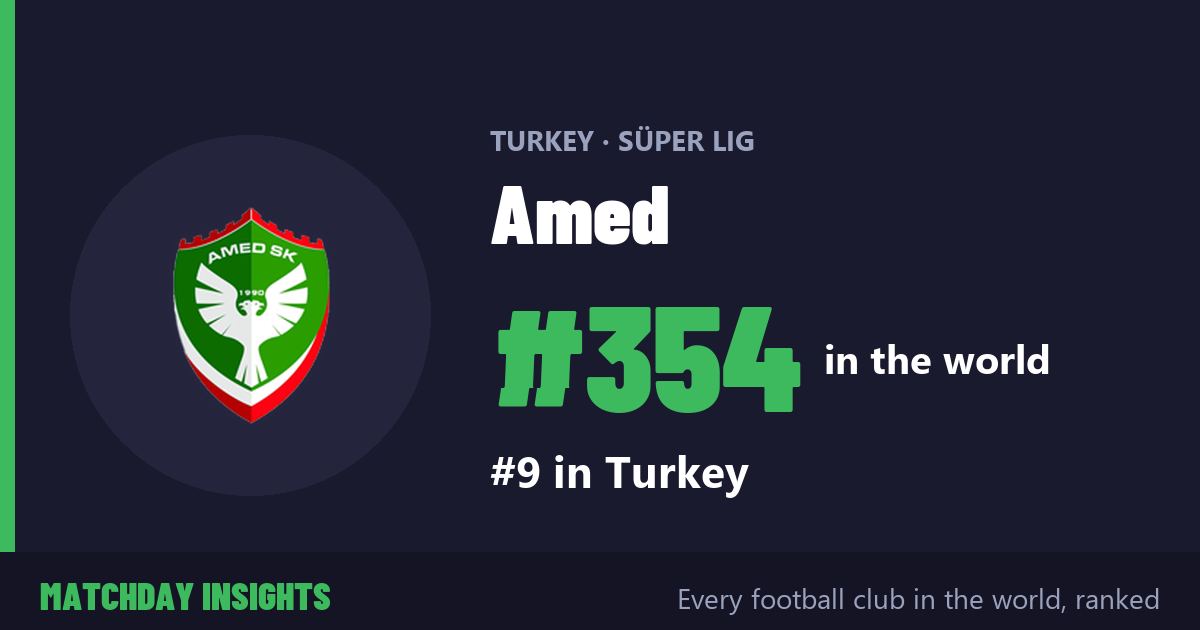 TURKEY · SÜPER LIG
Amed
AMED SK
1990
#354 in the world
#9 in Turkey
MATCHDAY INSIGHTS
Every football club in the world, ranked